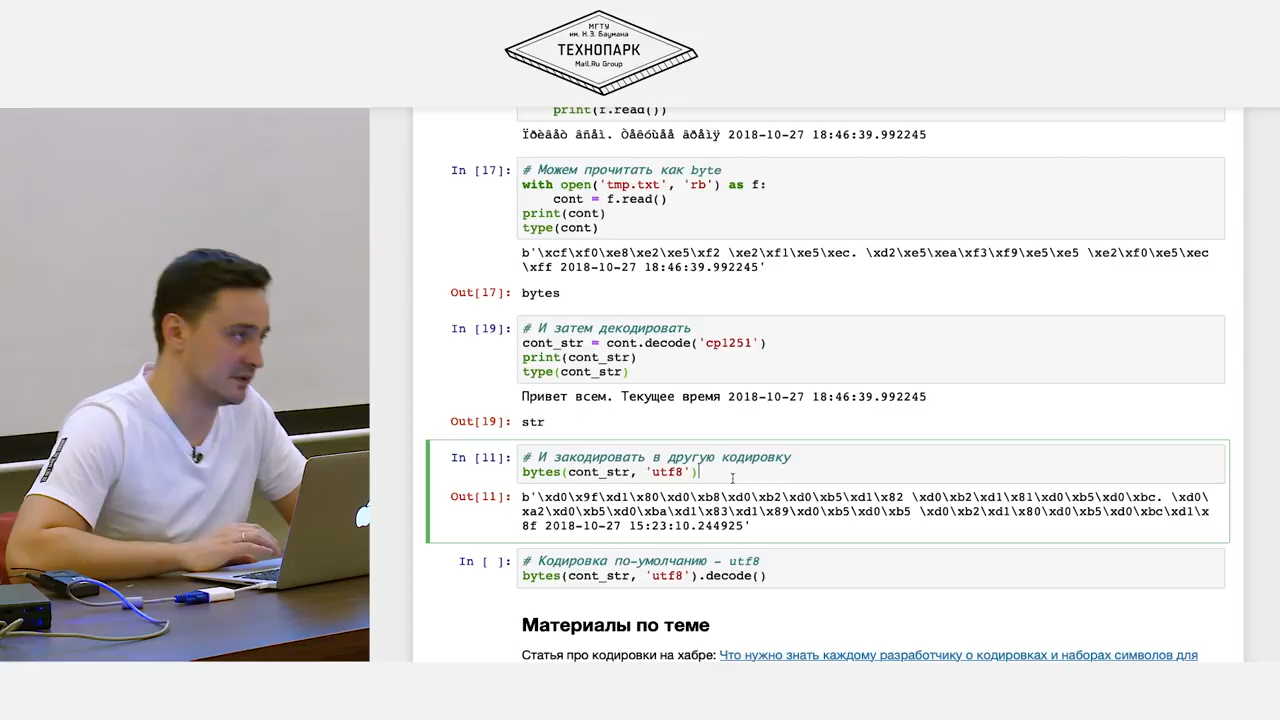 МГТУ
им. Н.Э. Баумана
ТЕХНОПАРК
Mail.Ru Group
print(f.read())
Ïðèâåò âñåì. Òåêóùåå âðåìÿ 2018-10-27 18:46:39.992245
In [17]:
# Можем прочитать как byte
with open('tmp.txt', 'rb') as f:
cont = f.read()
print(cont)
type(cont)
b'\xcf\xf0\xe8\xe2\xe5\xf2 \xe2\xf1\xe5\xec. \xd2\xe5\xea\xf3\xf9\xe5\xe5 \xe2\xf0\xe5\xec
\xff 2018-10-27 18:46:39.992245'
Out[17]: bytes
In [19]:
# И затем декодировать
cont_str = cont.decode('cp1251')
print(cont_str)
type(cont_str)
Привет всем. Текущее время 2018-10-27 18:46:39.992245
Out[19]: str
In [11]:
# И закодировать в другую кодировку
bytes(cont_str, 'utf8')
Out[11]: b'\xd0\x9f\xd1\x80\xd0\xb8\xd0\xb2\xd0\xb5\xd1\x82 \xd0\xb2\xd1\x81\xd0\xb5\xd0\xbc. \xd0\
xa2\xd0\xb5\xd0\xba\xd1\x83\xd1\x89\xd0\xb5\xd0\xb5 \xd0\xb2\xd1\x80\xd0\xb5\xd0\xbc\xd1\x
8f 2018-10-27 15:23:10.244925'
In [ ]:
# Кодировка по-умолчанию - utf8
bytes(cont_str, 'utf8').decode()
Материалы по теме
Статья про кодировки на хабре: Что нужно знать каждому разработчику о кодировках и наборах символов для